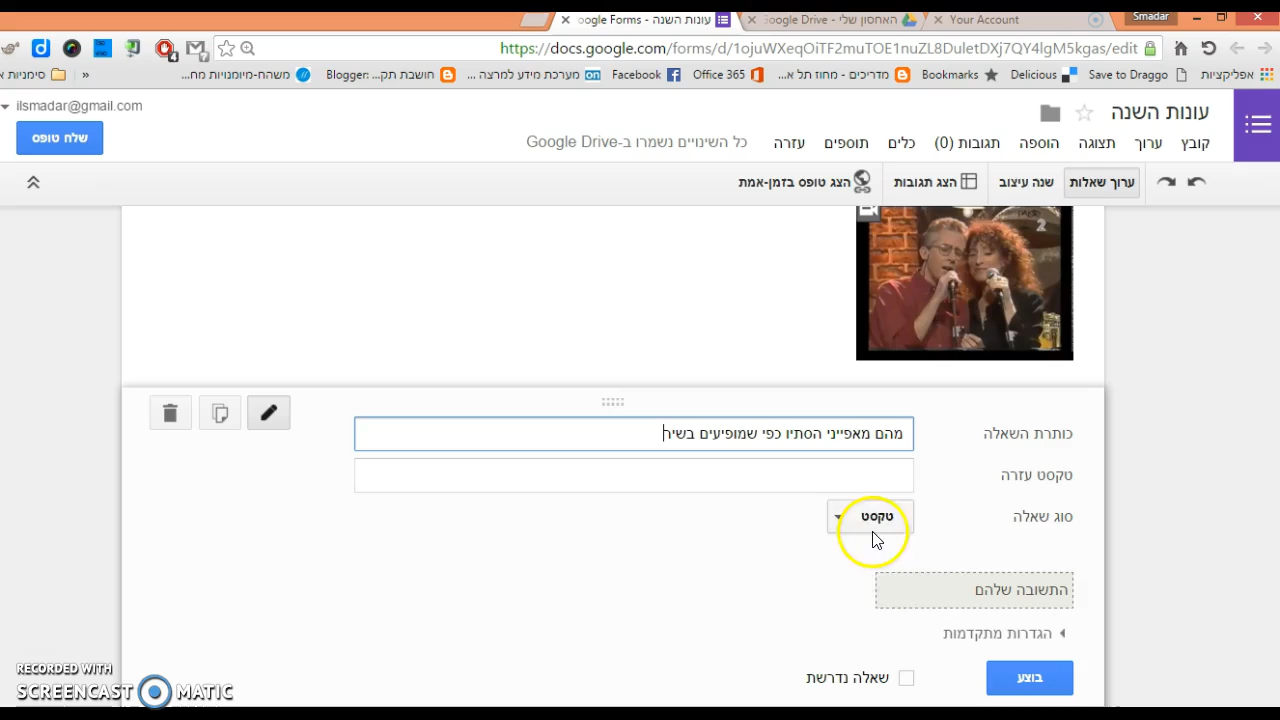 עונות השנה - Google Forms
האחסון שלי - Google Drive
Your Account
Smadar
https://docs.google.com/forms/d/1ojuWXeqOiTF2muTOE1nuZL8DuletDXj7QY4lgM5kgas/edit
אפליקציות
Save to Draggo
Delicious
Bookmarks
מדריכים - מחוז תל א...
Office 365
Facebook
מערכת מידע למרצה ...
Blogger: חושבת תק...
משהח-מיומנויות מח...
»
סימניות
ilsmadar@gmail.com
עונות השנה
שלח טופס
קובץ
ערוך
תצוגה
הוספה
תגובות (0)
כלים
תוספים
עזרה
כל השינויים נשמרו ב-Google Drive
ערוך שאלות
שנה עיצוב
הצג תגובות
הצג טופס בזמן-אמת
2
כותרת השאלה
מהם מאפייני הסתיו כפי שמופיעים בשיר
טקסט עזרה
סוג שאלה
טקסט
התשובה שלהם
הגדרות מתקדמות
בוצע
שאלה נדרשת
RECORDED WITH
SCREENCAST MATIC